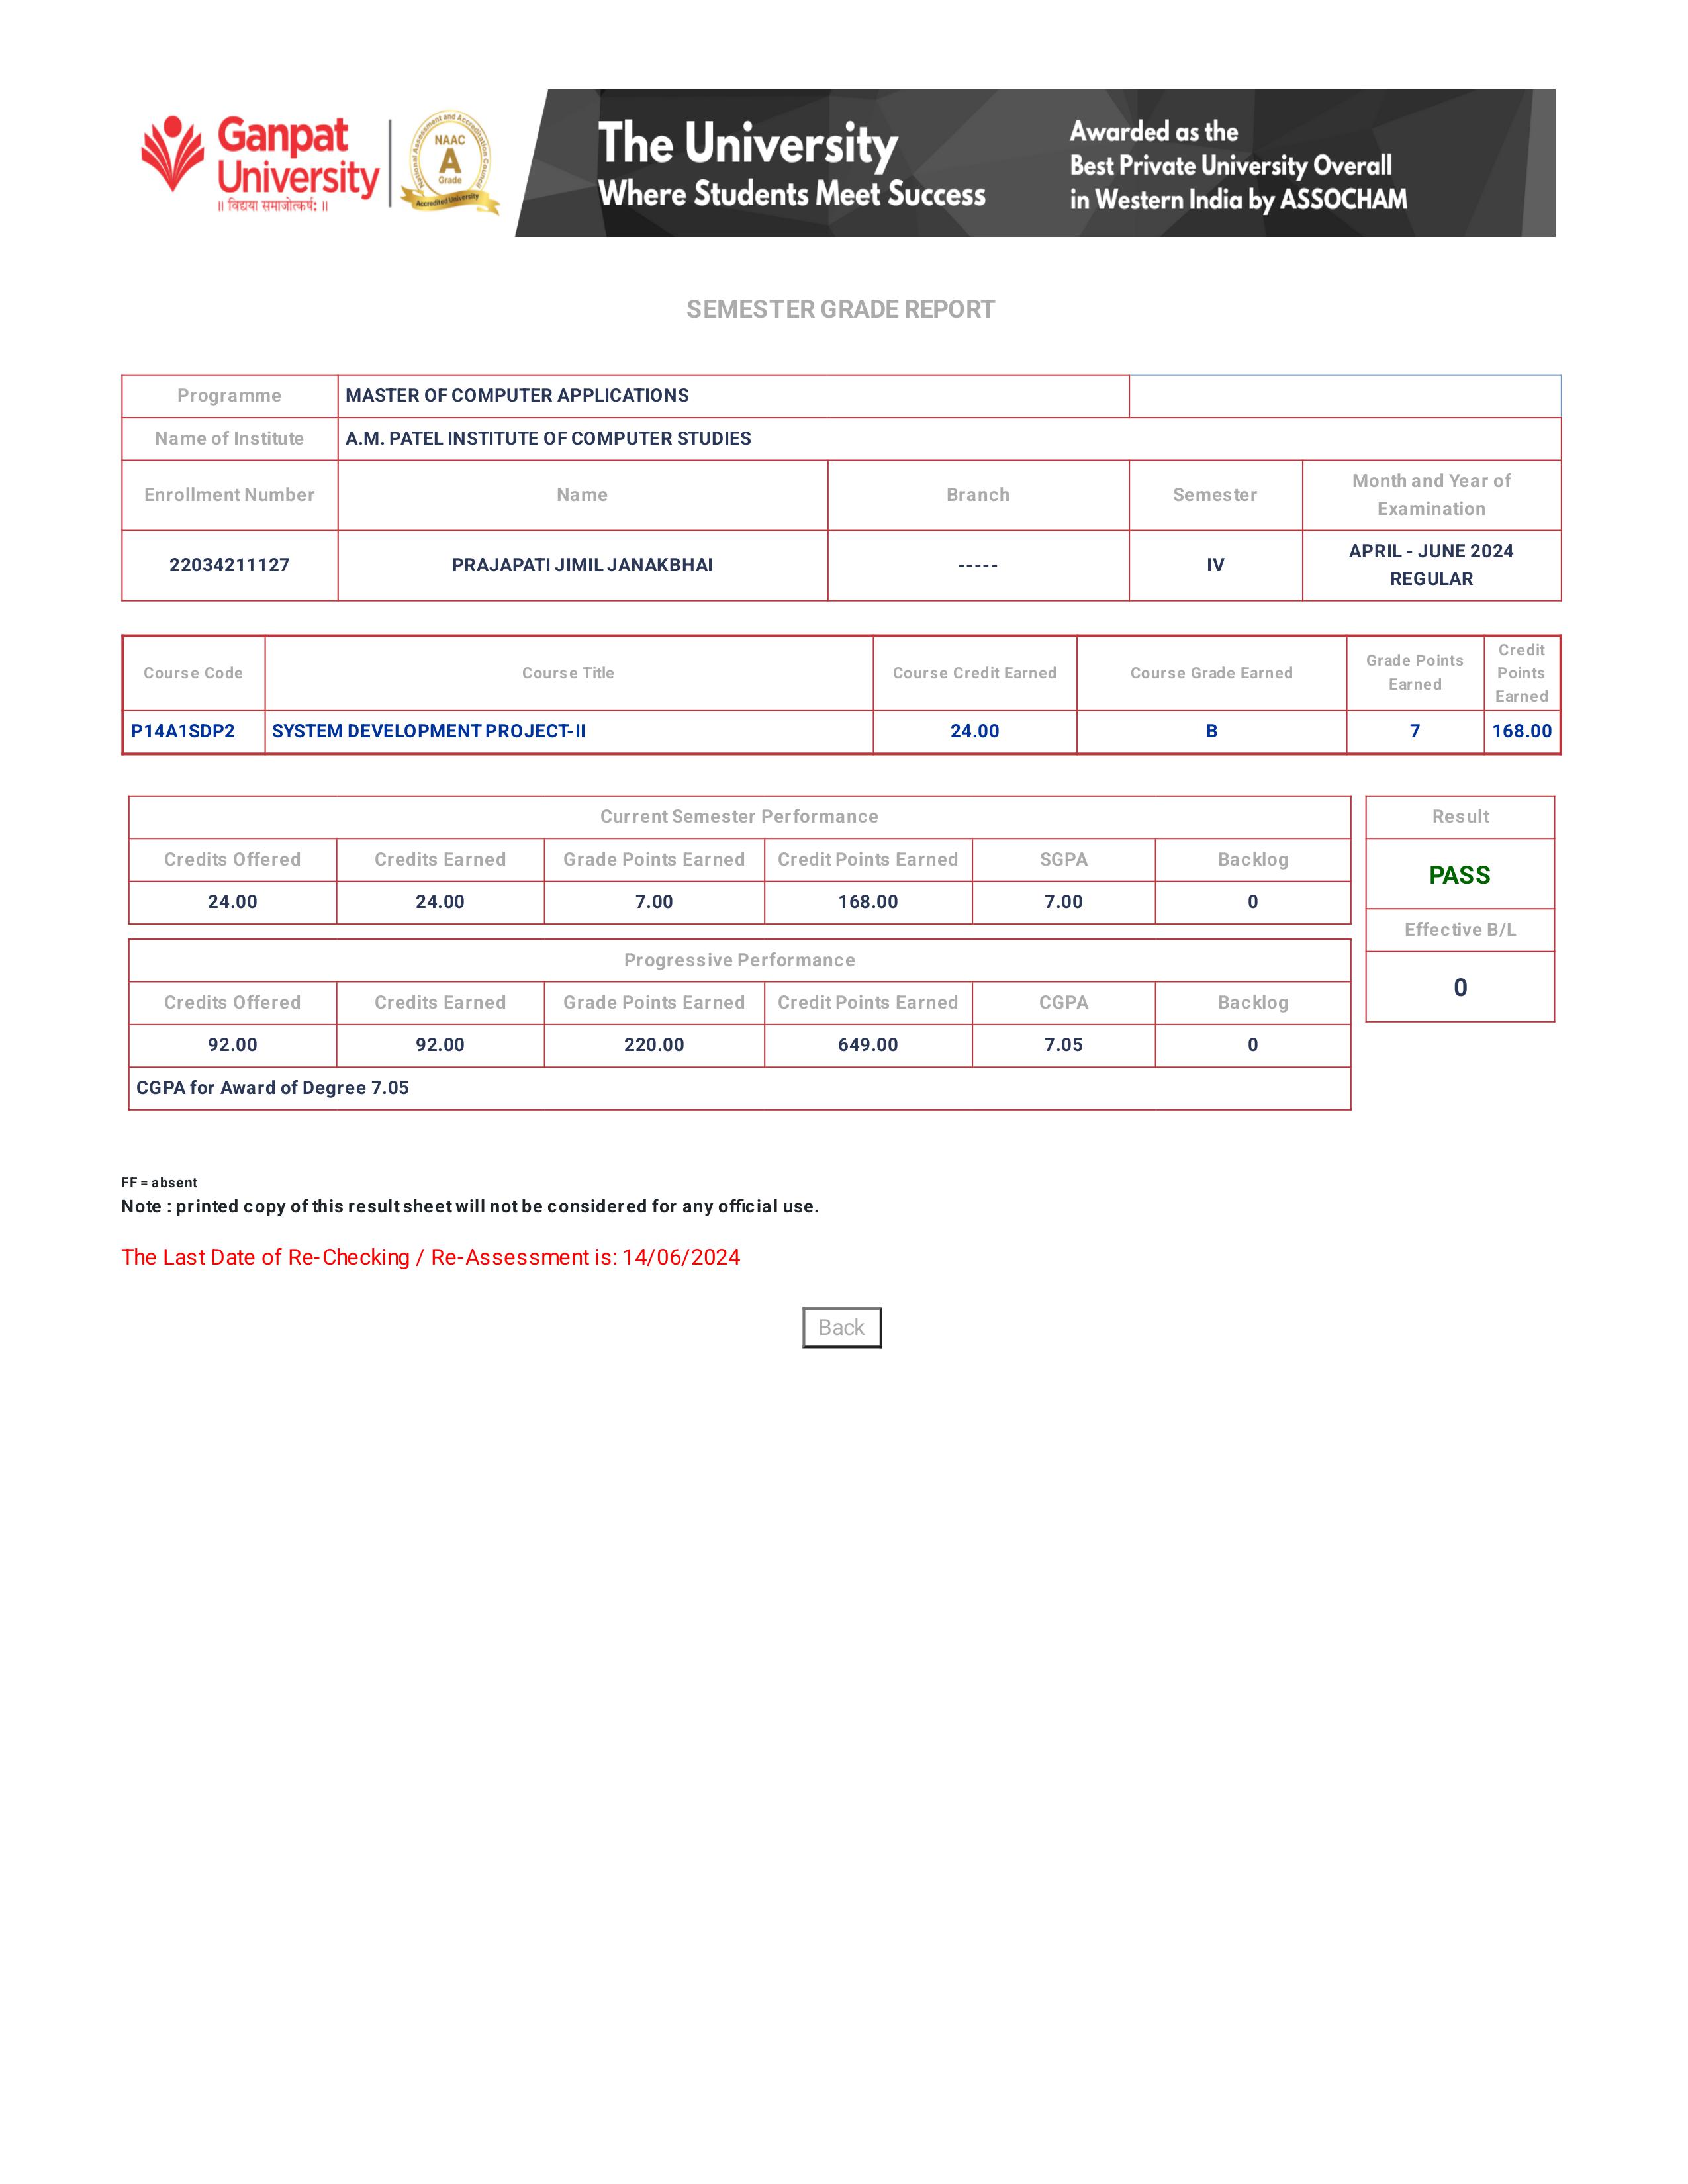 Ganpat
University
॥ विद्यया समाजोत्कर्ष: ॥
National Assessment and Accreditation Council
NAAC
A
Grade
Accredited University
The University
Where Students Meet Success
Awarded as the
Best Private University Overall
in Western India by ASSOCHAM
SEMESTER GRADE REPORT
Programme MASTER OF COMPUTER APPLICATIONS
Name of Institute A.M. PATEL INSTITUTE OF COMPUTER STUDIES
Enrollment Number Name Branch Semester Month and Year of
Examination
22034211127 PRAJAPATI JIMIL JANAKBHAI ----- IV APRIL - JUNE 2024
REGULAR
Course Code Course Title Course Credit Earned Course Grade Earned Grade Points
Earned Credit
Points
Earned
P14A1SDP2 SYSTEM DEVELOPMENT PROJECT-II 24.00 B 7 168.00
Current Semester Performance
Credits Offered Credits Earned Grade Points Earned Credit Points Earned SGPA Backlog
24.00 24.00 7.00 168.00 7.00 0
Result
PASS
Effective B/L
0
Progressive Performance
Credits Offered Credits Earned Grade Points Earned Credit Points Earned CGPA Backlog
92.00 92.00 220.00 649.00 7.05 0
CGPA for Award of Degree 7.05
FF = absent
Note : printed copy of this result sheet will not be considered for any official use.
The Last Date of Re-Checking / Re-Assessment is: 14/06/2024
Back